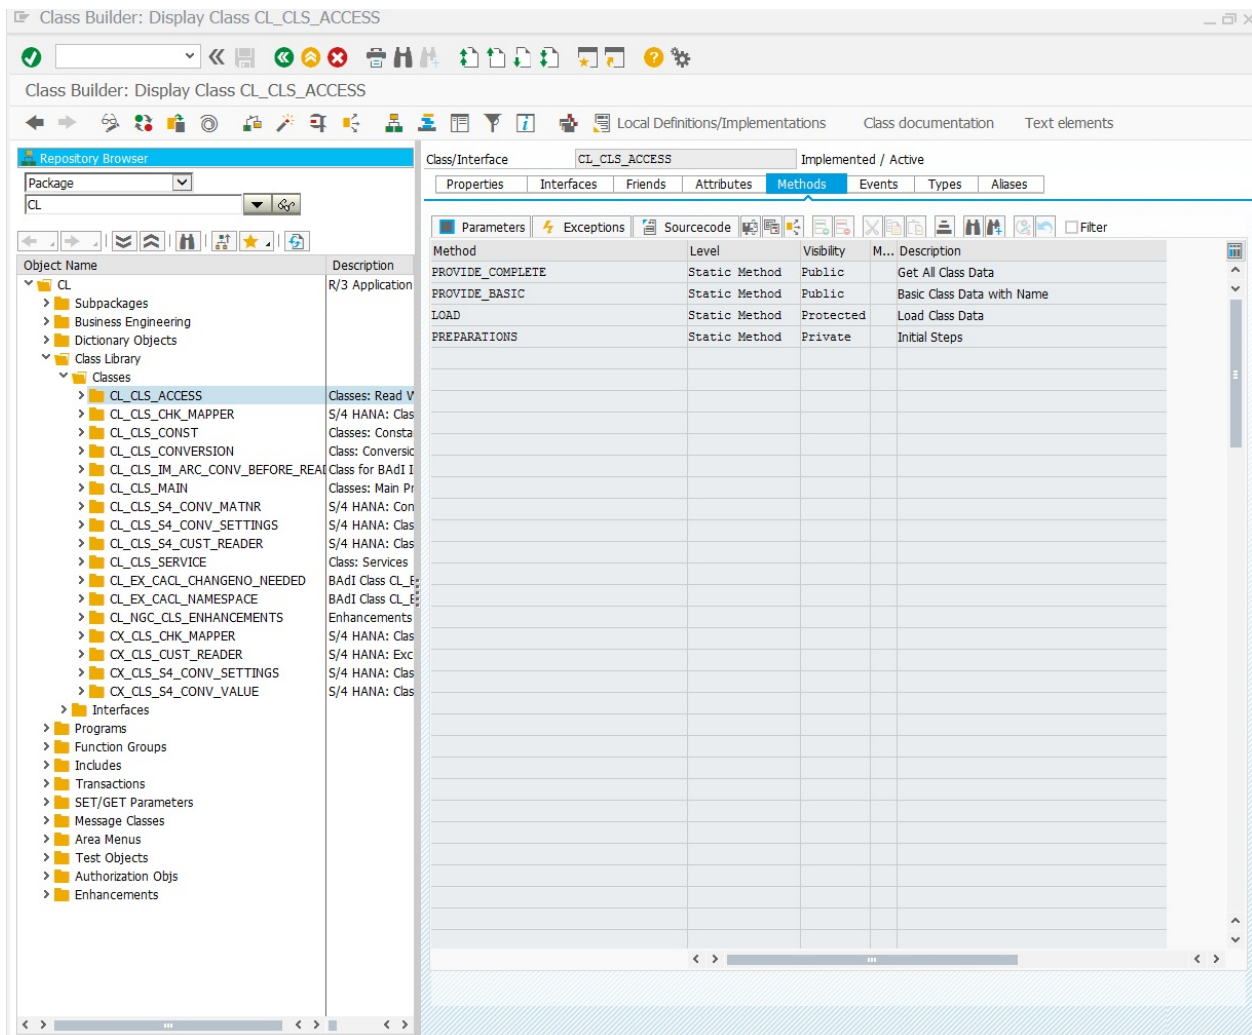 Class Builder: Display Class CL_CLS_ACCESS
Class Builder: Display Class CL_CLS_ACCESS
Local Definitions/Implementations Class documentation Text elements
Repository Browser
Package
CL
Object Name Description
CL R/3 Application
Subpackages
Business Engineering
Dictionary Objects
Class Library
Classes
CL_CLS_ACCESS Classes: Read W
CL_CLS_CHK_MAPPER S/4 HANA: Clas
CL_CLS_CONST Classes: Consta
CL_CLS_CONVERSION Class: Conversic
CL_CLS_IM_ARC_CONV_BEFORE_READ Class for BAdI I
CL_CLS_MAIN Classes: Main Pr
CL_CLS_S4_CONV_MATNR S/4 HANA: Con
CL_CLS_S4_CONV_SETTINGS S/4 HANA: Clas
CL_CLS_S4_CUST_READER S/4 HANA: Clas
CL_CLS_SERVICE Class: Services
CL_EX_CACL_CHANGENO_NEEDED BAdI Class CL_E
CL_EX_CACL_NAMESPACE BAdI Class CL_E
CL_NGC_CLS_ENHANCEMENTS Enhancements
CX_CLS_CHK_MAPPER S/4 HANA: Clas
CX_CLS_CUST_READER S/4 HANA: Exc
CX_CLS_S4_CONV_SETTINGS S/4 HANA: Clas
CX_CLS_S4_CONV_VALUE S/4 HANA: Clas
Interfaces
Programs
Function Groups
Includes
Transactions
SET/GET Parameters
Message Classes
Area Menus
Test Objects
Authorization Objs
Enhancements
Class/Interface CL_CLS_ACCESS Implemented / Active
Properties Interfaces Friends Attributes Methods Events Types Aliases
Parameters Exceptions Sourcecode Filter
Method Level Visibility M... Description
PROVIDE_COMPLETE Static Method Public Get All Class Data
PROVIDE_BASIC Static Method Public Basic Class Data with Name
LOAD Static Method Protected Load Class Data
PREPARATIONS Static Method Private Initial Steps